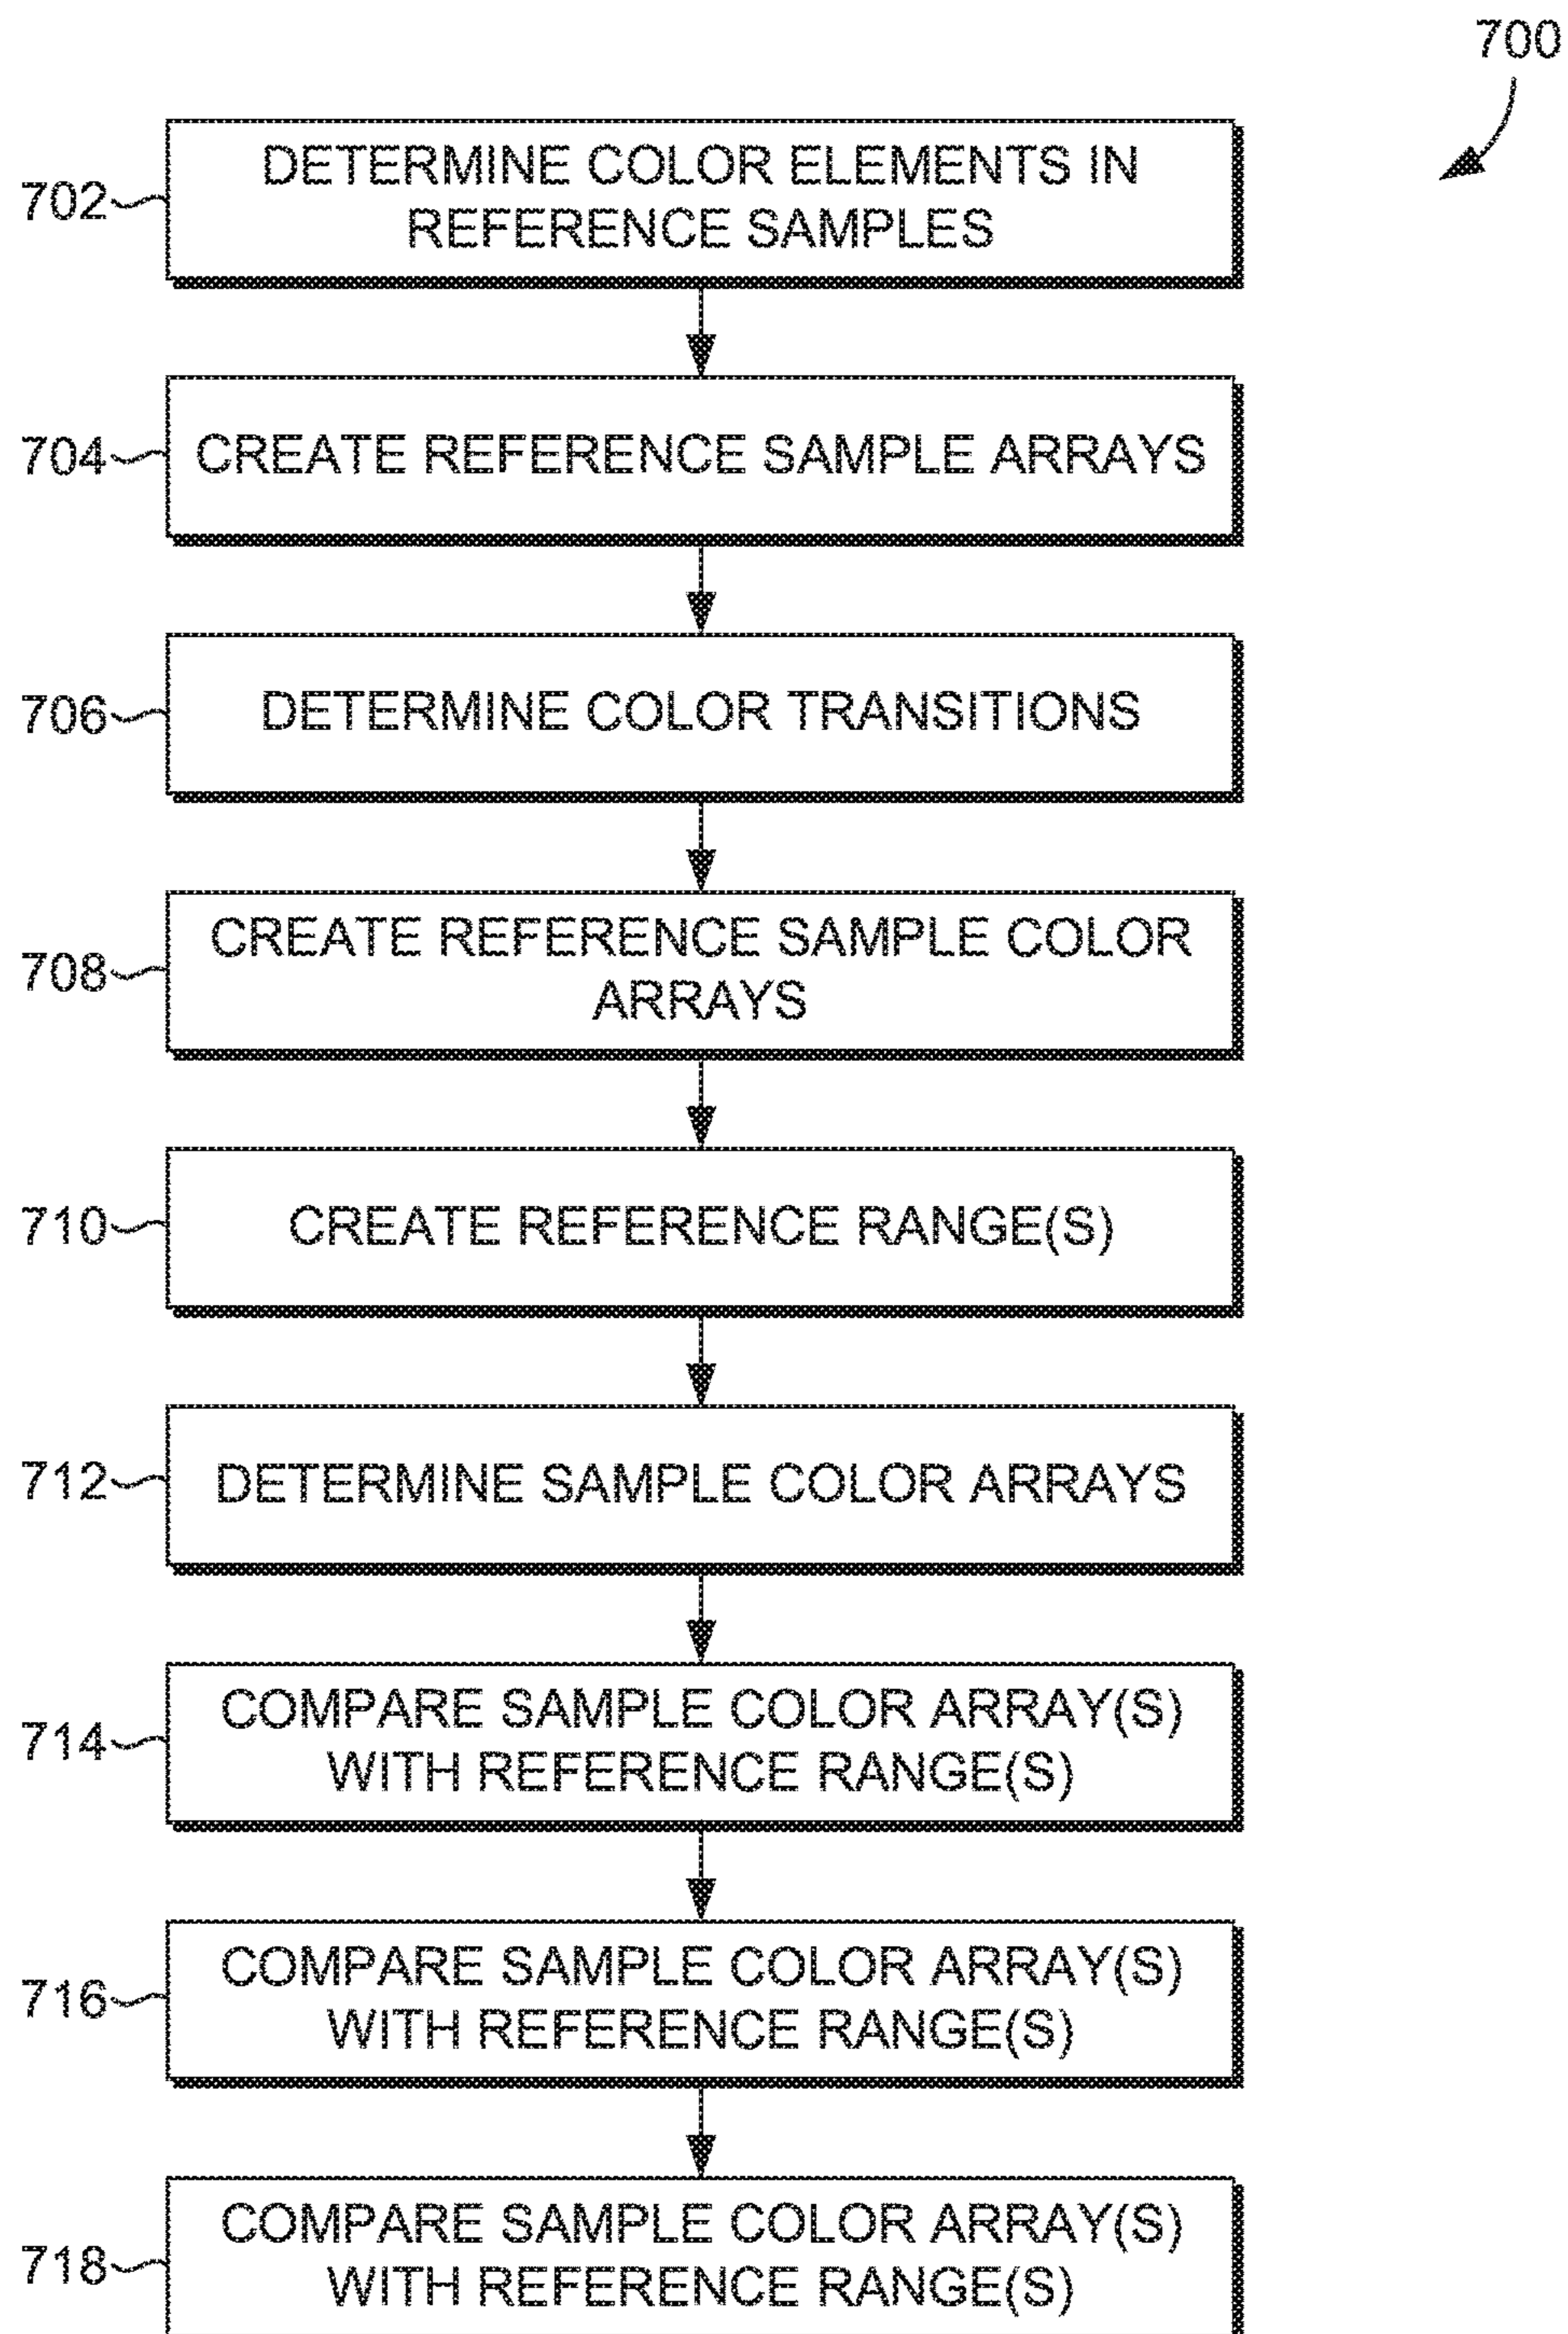 700
702
DETERMINE COLOR ELEMENTS IN
REFERENCE SAMPLES
704
CREATE REFERENCE SAMPLE ARRAYS
706
DETERMINE COLOR TRANSITIONS
708
CREATE REFERENCE SAMPLE COLOR
ARRAYS
710
CREATE REFERENCE RANGE(S)
712
DETERMINE SAMPLE COLOR ARRAYS
714
COMPARE SAMPLE COLOR ARRAY(S)
WITH REFERENCE RANGE(S)
716
COMPARE SAMPLE COLOR ARRAY(S)
WITH REFERENCE RANGE(S)
718
COMPARE SAMPLE COLOR ARRAY(S)
WITH REFERENCE RANGE(S)